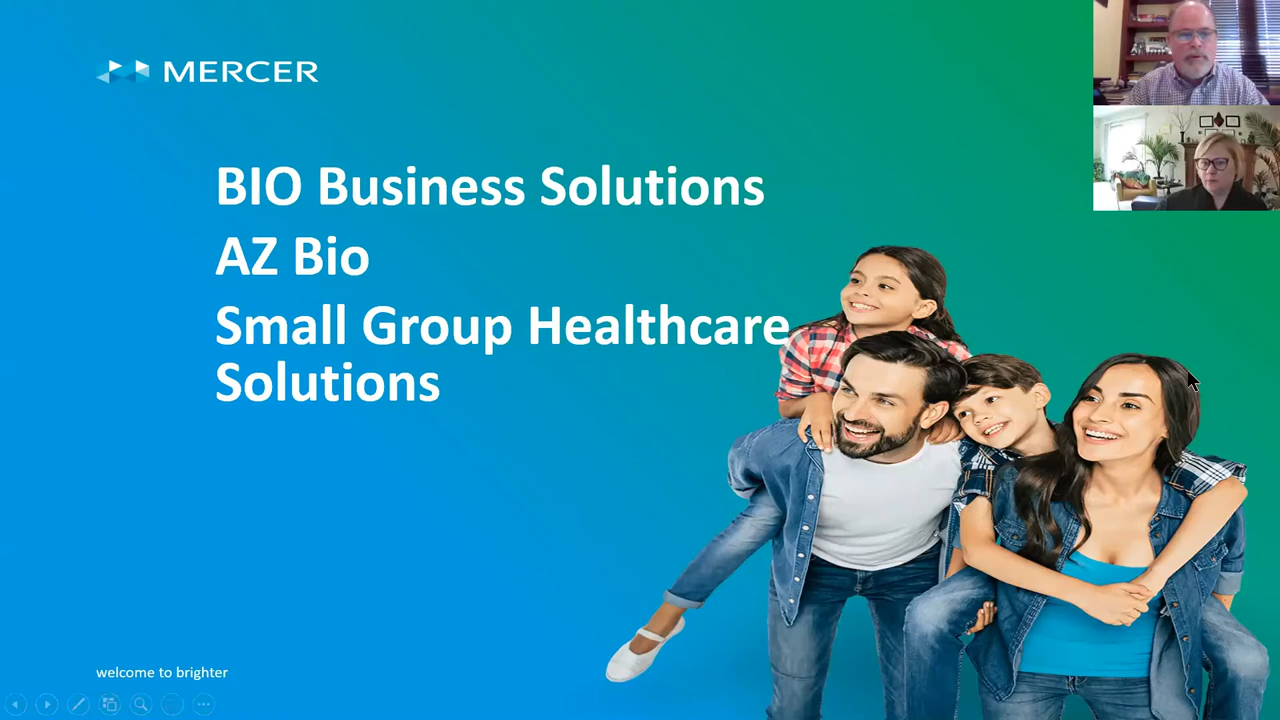 MERCER
BIO Business Solutions
AZ Bio
Small Group Healthcare
Solutions
welcome to brighter